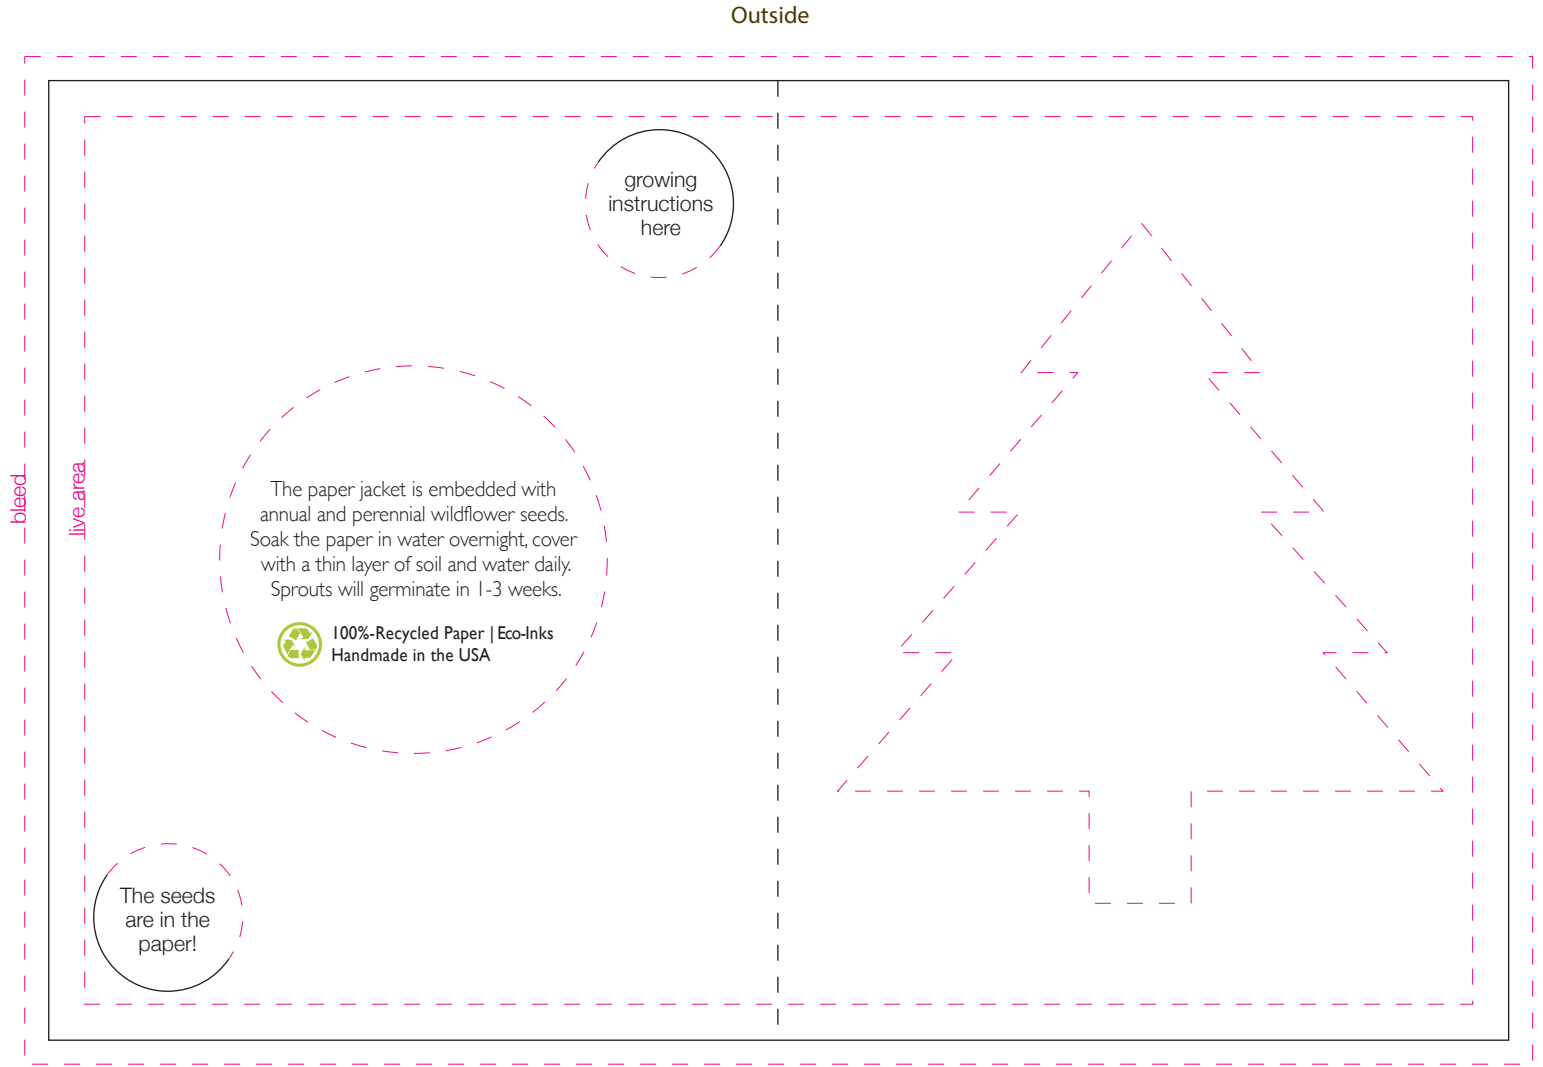 Outside
growing
instructions
here
bleed
live area
The paper jacket is embedded with
annual and perennial wildflower seeds.
Soak the paper in water overnight, cover
with a thin layer of soil and water daily.
Sprouts will germinate in 1-3 weeks.
100%-Recycled Paper | Eco-Inks
Handmade in the USA
The seeds
are in the
paper!